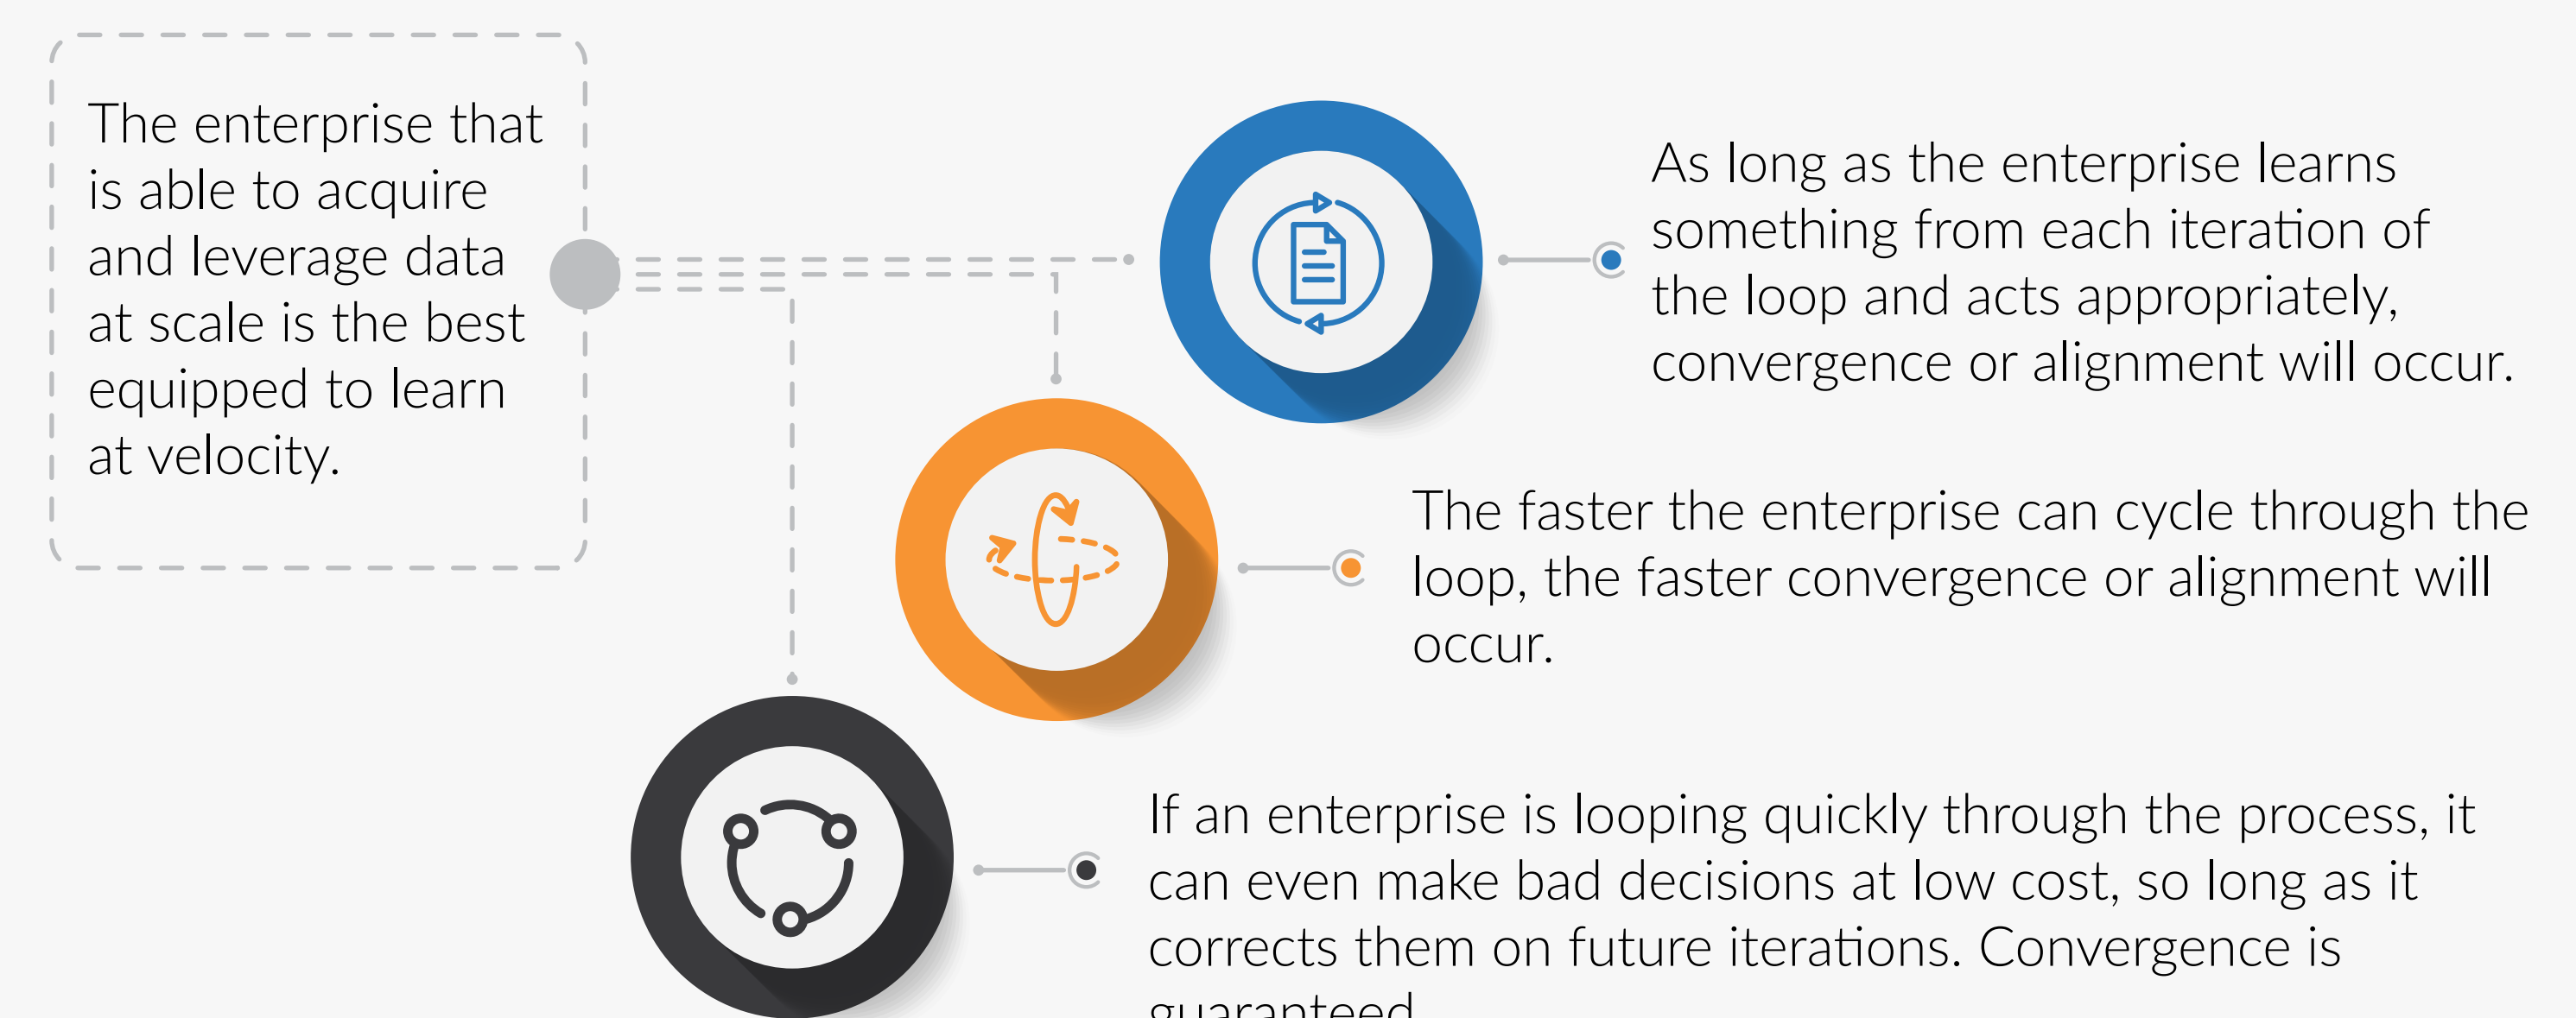 The enterprise that
is able to acquire
and leverage data
at scale is the best
equipped to learn
at velocity.
As long as the enterprise learns
something from each iteration of
the loop and acts appropriately,
convergence or alignment will occur.
The faster the enterprise can cycle through the
loop, the faster convergence or alignment will
occur.
If an enterprise is looping quickly through the process, it
can even make bad decisions at low cost, so long as it
corrects them on future iterations. Convergence is
guaranteed